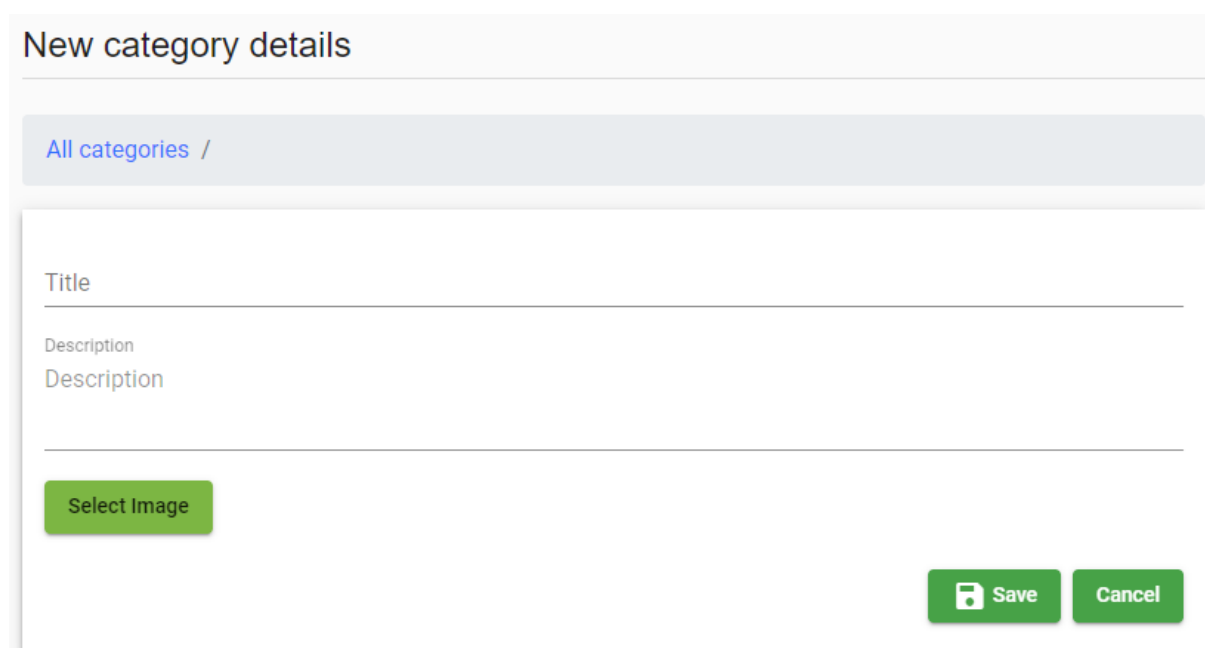 New category details
All categories /
Title
Description
Description
Select Image
Save Cancel